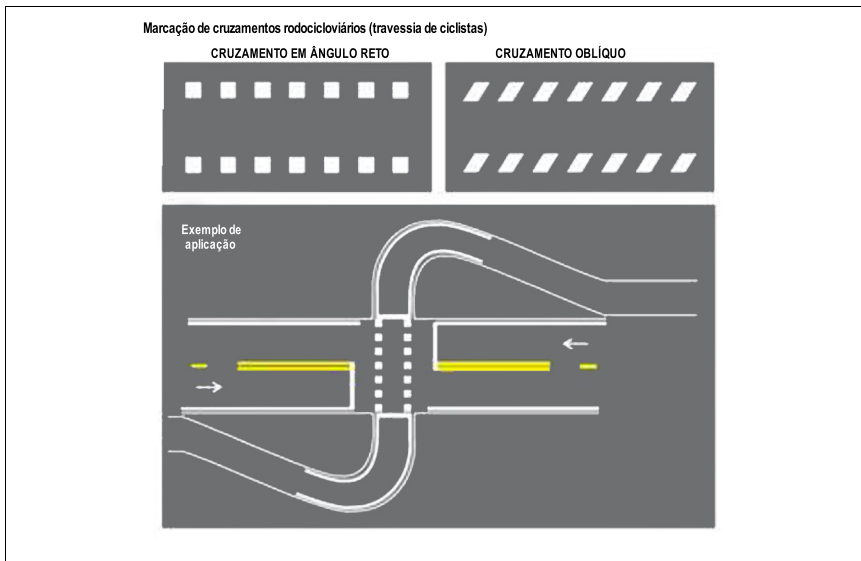 Marcação de cruzamentos rodocicloviários (travessia de ciclistas)
CRUZAMENTO EM ÂNGULO RETO
CRUZAMENTO OBLÍQUO
Exemplo de
aplicação